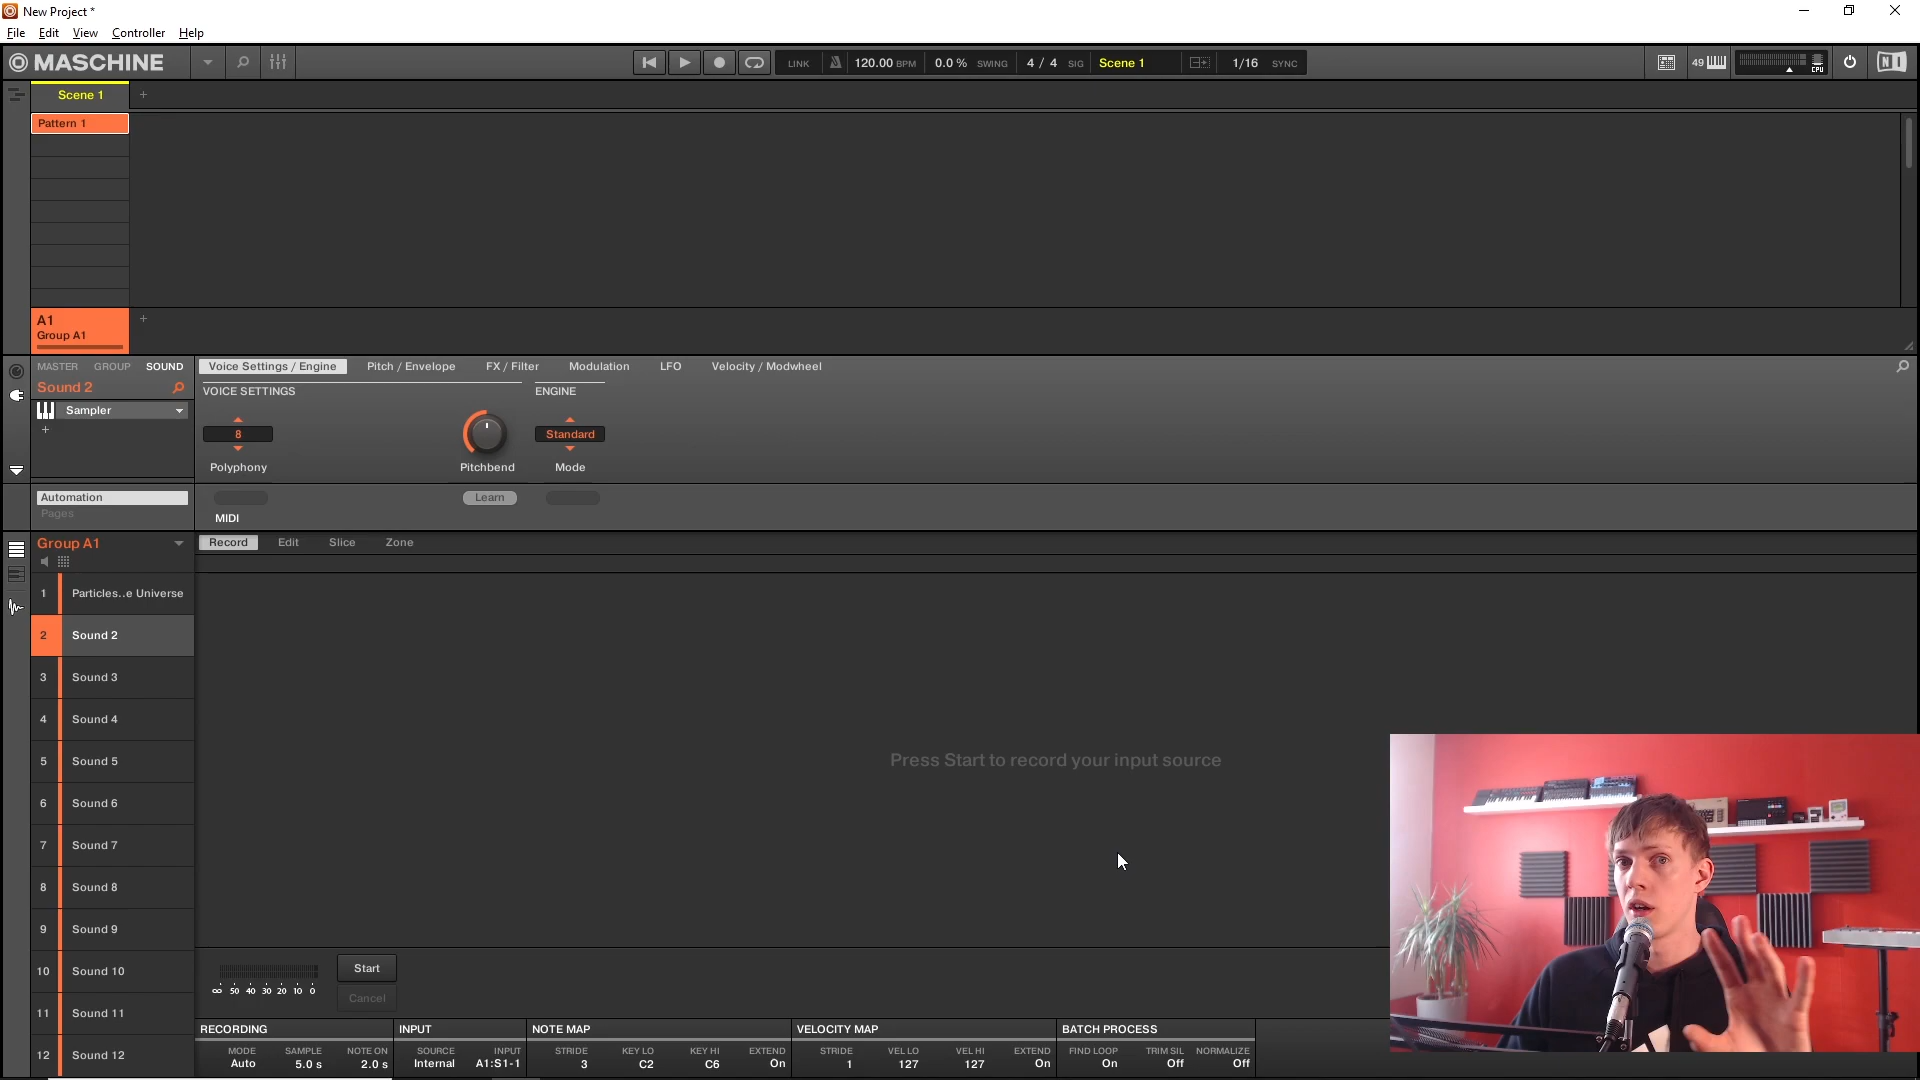 New Project *
File Edit View Controller Help
MASCHINE
LINK 120.00 BPM 0.0 % SWING 4 / 4 SIG Scene 1 1/16 SYNC 49 CPU
Scene 1 +
Pattern 1
A1 +
Group A1
MASTER GROUP SOUND
Sound 2
Sampler
+
Voice Settings / Engine Pitch / Envelope FX / Filter Modulation LFO Velocity / Modwheel
VOICE SETTINGS ENGINE
8 Standard
Polyphony Pitchbend Mode
Automation
Pages
Learn
MIDI
Group A1
Record Edit Slice Zone
1 Particles..e Universe
2 Sound 2
3 Sound 3
4 Sound 4
5 Sound 5
6 Sound 6
7 Sound 7
8 Sound 8
9 Sound 9
10 Sound 10
11 Sound 11
12 Sound 12
Press Start to record your input source
Start
∞ 50 40 30 20 10 0
Cancel
RECORDING INPUT NOTE MAP VELOCITY MAP BATCH PROCESS
MODE SAMPLE NOTE ON SOURCE INPUT STRIDE KEY LO KEY HI EXTEND STRIDE VEL LO VEL HI EXTEND FIND LOOP TRIM SIL NORMALIZE
Auto 5.0 s 2.0 s Internal A1:S1-1 3 C2 C6 On 1 127 127 On On Off Off